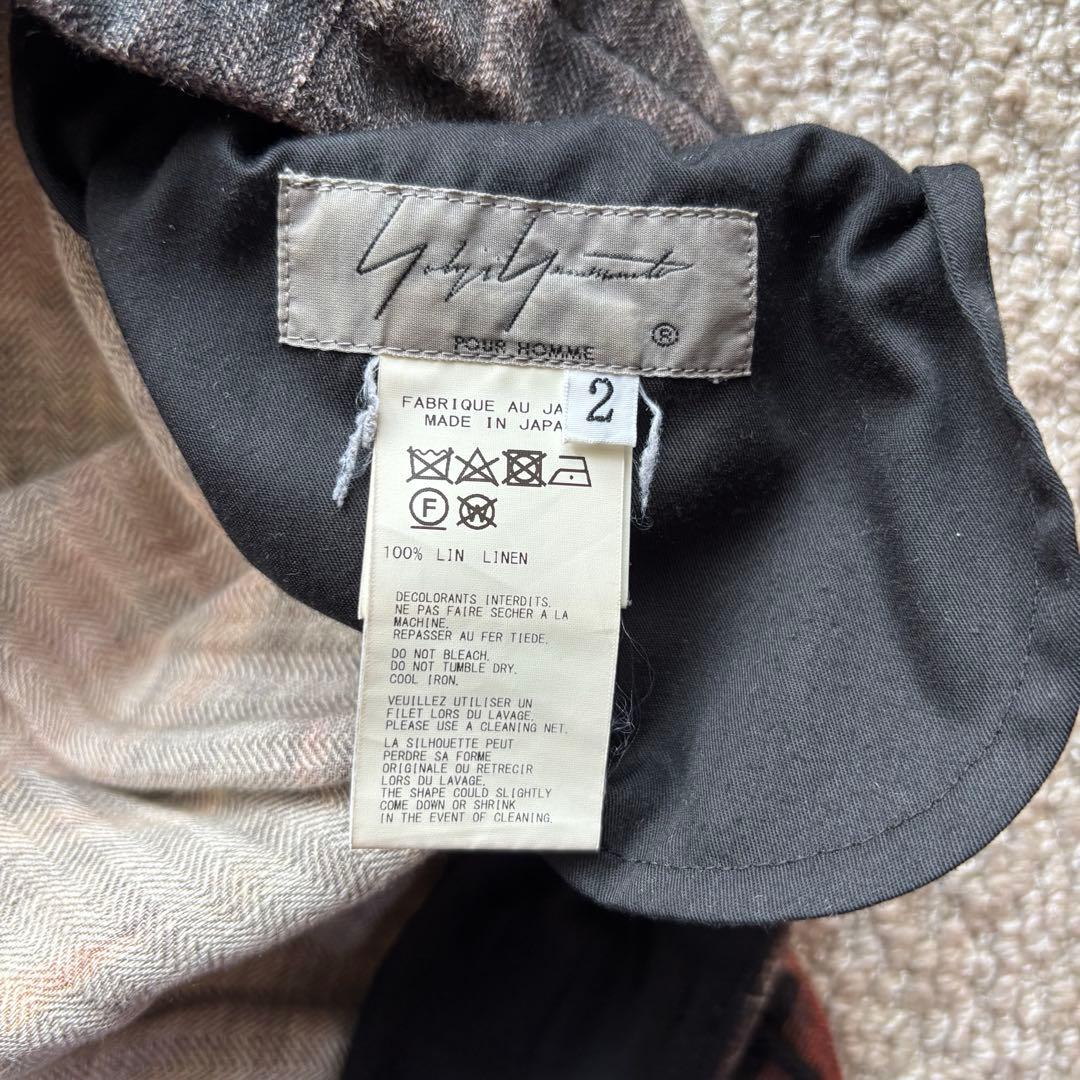 Yohji Yamamoto
®
POUR HOMME
2
FABRIQUE AU JA
MADE IN JAPA
F
W
100% LIN LINEN
DECOLORANTS INTERDITS.
NE PAS FAIRE SECHER A LA
MACHINE.
REPASSER AU FER TIEDE.
DO NOT BLEACH.
DO NOT TUMBLE DRY.
COOL IRON.
VEUILLEZ UTILISER UN
FILET LORS DU LAVAGE.
PLEASE USE A CLEANING NET.
LA SILHOUETTE PEUT
PERDRE SA FORME
ORIGINALE OU RETRECIR
LORS DU LAVAGE.
THE SHAPE COULD SLIGHTLY
COME DOWN OR SHRINK
IN THE EVENT OF CLEANING.